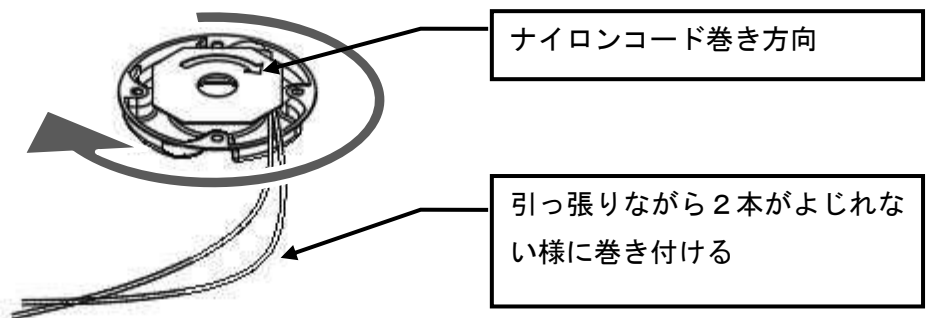 ナイロンコード巻き方向
引っ張りながら２本がよじれな
い様に巻き付ける